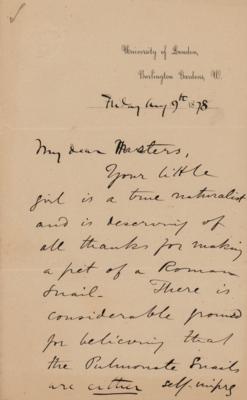 University of London,
Burlington Gardens, W.
Friday Aug 9th 1878
My dear Masters,
Your little
girl is a true naturalist
and is deserving of
all thanks for making
a pet of a Roman
Snail. There is
considerable ground
for believing that
the Pulmonate Snails
are either self-impreg